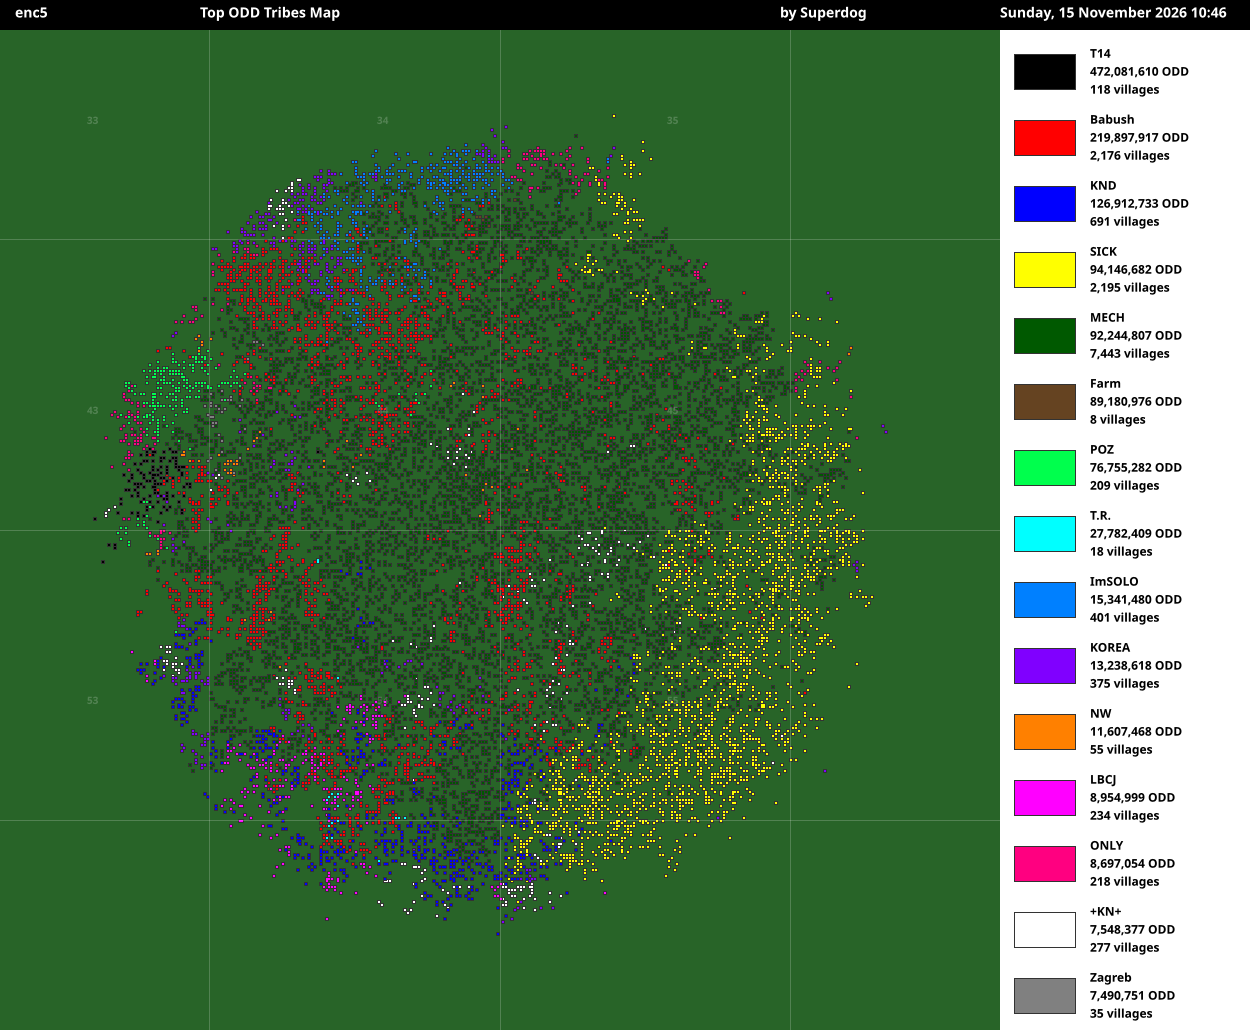 enc5 Top ODD Tribes Map by Superdog Sunday, 15 November 2026 10:46
33 34 35
43
53
T14
472,081,610 ODD
118 villages
Babush
219,897,917 ODD
2,176 villages
KND
126,912,733 ODD
691 villages
SICK
94,146,682 ODD
2,195 villages
MECH
92,244,807 ODD
7,443 villages
Farm
89,180,976 ODD
8 villages
POZ
76,755,282 ODD
209 villages
T.R.
27,782,409 ODD
18 villages
ImSOLO
15,341,480 ODD
401 villages
KOREA
13,238,618 ODD
375 villages
NW
11,607,468 ODD
55 villages
LBCJ
8,954,999 ODD
234 villages
ONLY
8,697,054 ODD
218 villages
+KN+
7,548,377 ODD
277 villages
Zagreb
7,490,751 ODD
35 villages